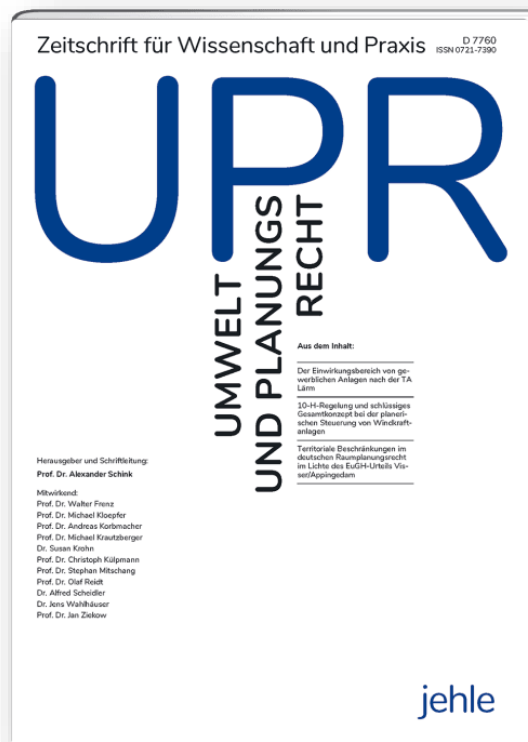 Zeitschrift für Wissenschaft und Praxis
D 7760
ISSN 0721-7390
UPR
UMWELT
UND PLANUNGS
RECHT
Aus dem Inhalt:
Der Einwirkungsbereich von ge-
werblichen Anlagen nach der TA
Lärm
10-H-Regelung und schlüssiges
Gesamtkonzept bei der planeri-
schen Steuerung von Windkraft-
anlagen
Territoriale Beschränkungen im
deutschen Raumplanungsrecht
im Lichte des EuGH-Urteils Vis-
ser/Appingedam
Herausgeber und Schriftleitung:
Prof. Dr. Alexander Schink
Mitwirkend:
Prof. Dr. Walter Frenz
Prof. Dr. Michael Kloepfer
Prof. Dr. Andreas Korbmacher
Prof. Dr. Michael Krautzberger
Dr. Susan Krohn
Prof. Dr. Christoph Külpmann
Prof. Dr. Stephan Mitschang
Prof. Dr. Olaf Reidt
Dr. Alfred Scheidler
Dr. Jens Wahlhäuser
Prof. Dr. Jan Ziekow
jehle